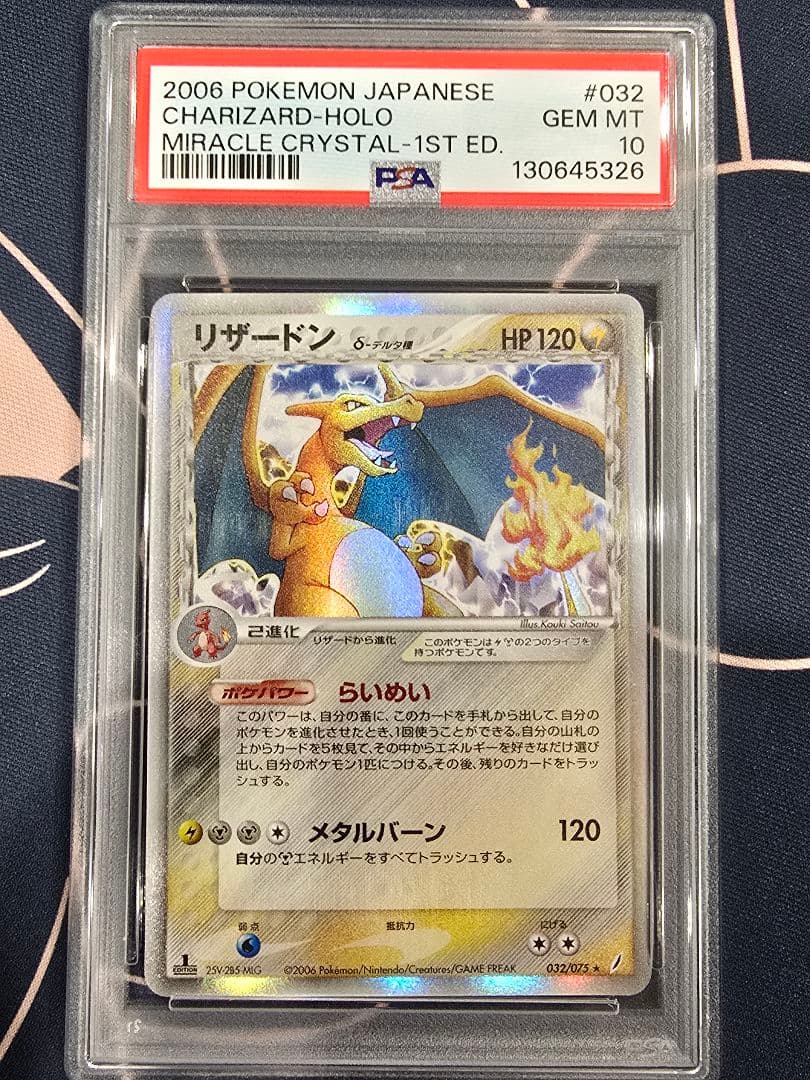 2006 POKEMON JAPANESE #032
CHARIZARD-HOLO GEM MT
MIRACLE CRYSTAL-1ST ED. 10
PSA 130645326
リザードン δ-デルタ種 HP 120
Illus. Kouki Saitou
2進化 リザードから進化
このポケモンは の2つのタイプを
持つポケモンです。
ポケパワー らいめい
このパワーは、自分の番に、このカードを手札から出して、自分の
ポケモンを進化させたとき、1回使うことができる。自分の山札の
上からカードを5枚見て、その中からエネルギーを好きなだけ選び
出し、自分のポケモン1匹につける。その後、残りのカードをトラッ
シュする。
メタルバーン 120
自分の エネルギーをすべてトラッシュする。
弱点 抵抗力 にげる
1 EDITION 25V-2B5-MLG ©2006 Pokémon/Nintendo/Creatures/GAME FREAK 032/075 ★
PSA